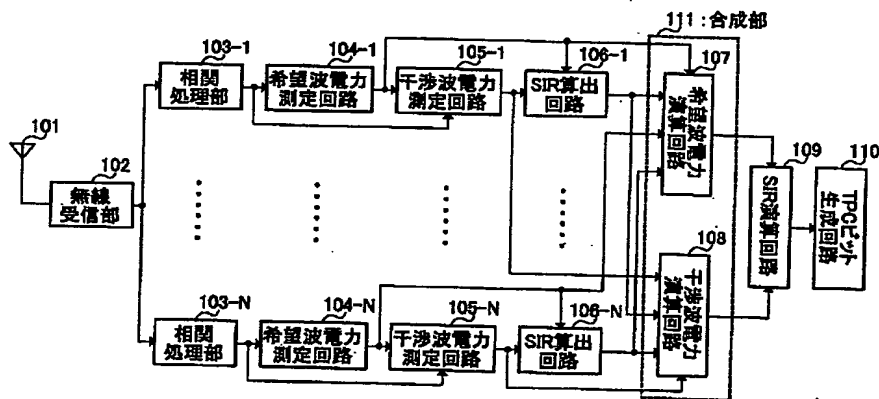 111：合成部
103-1
104-1
105-1
106-1
107
相関
処理部
希望波電力
測定回路
干渉波電力
測定回路
SIR算出
回路
希望波電力
演算回路
101
102
無線
受信部
109
SIR演算回路
110
TPCビット
生成回路
108
干渉波電力
演算回路
103-N
104-N
105-N
106-N
相関
処理部
希望波電力
測定回路
干渉波電力
測定回路
SIR算出
回路